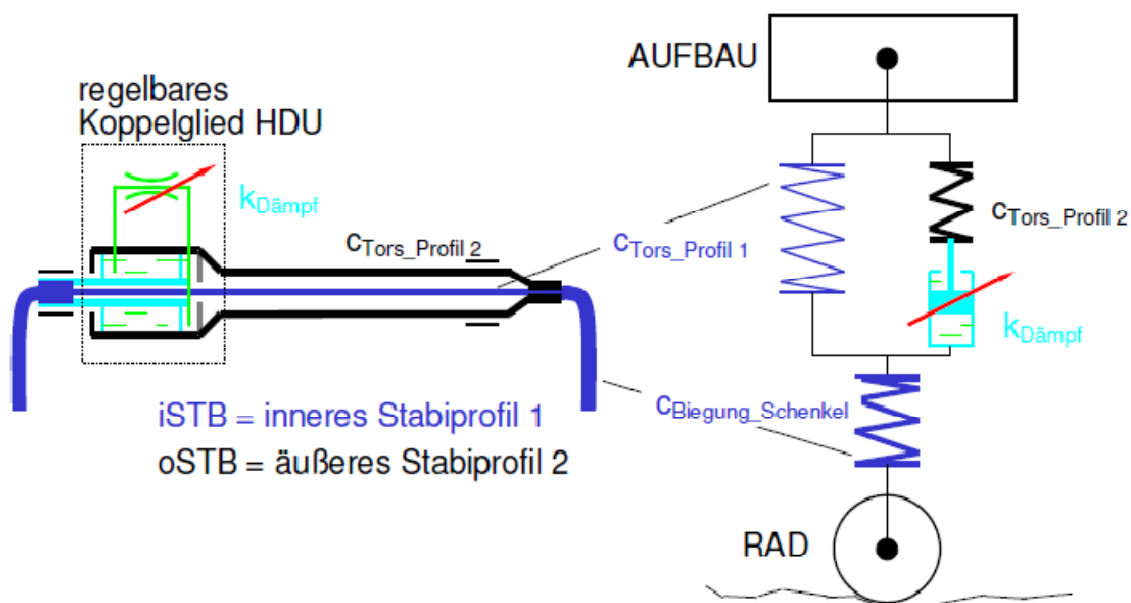 regelbares
Koppelglied HDU
kDämpf
cTors_Profil 2
iSTB = inneres Stabiprofil 1
oSTB = äußeres Stabiprofil 2
AUFBAU
cTors_Profil 1
cTors_Profil 2
kDämpf
cBiegung_Schenkel
RAD